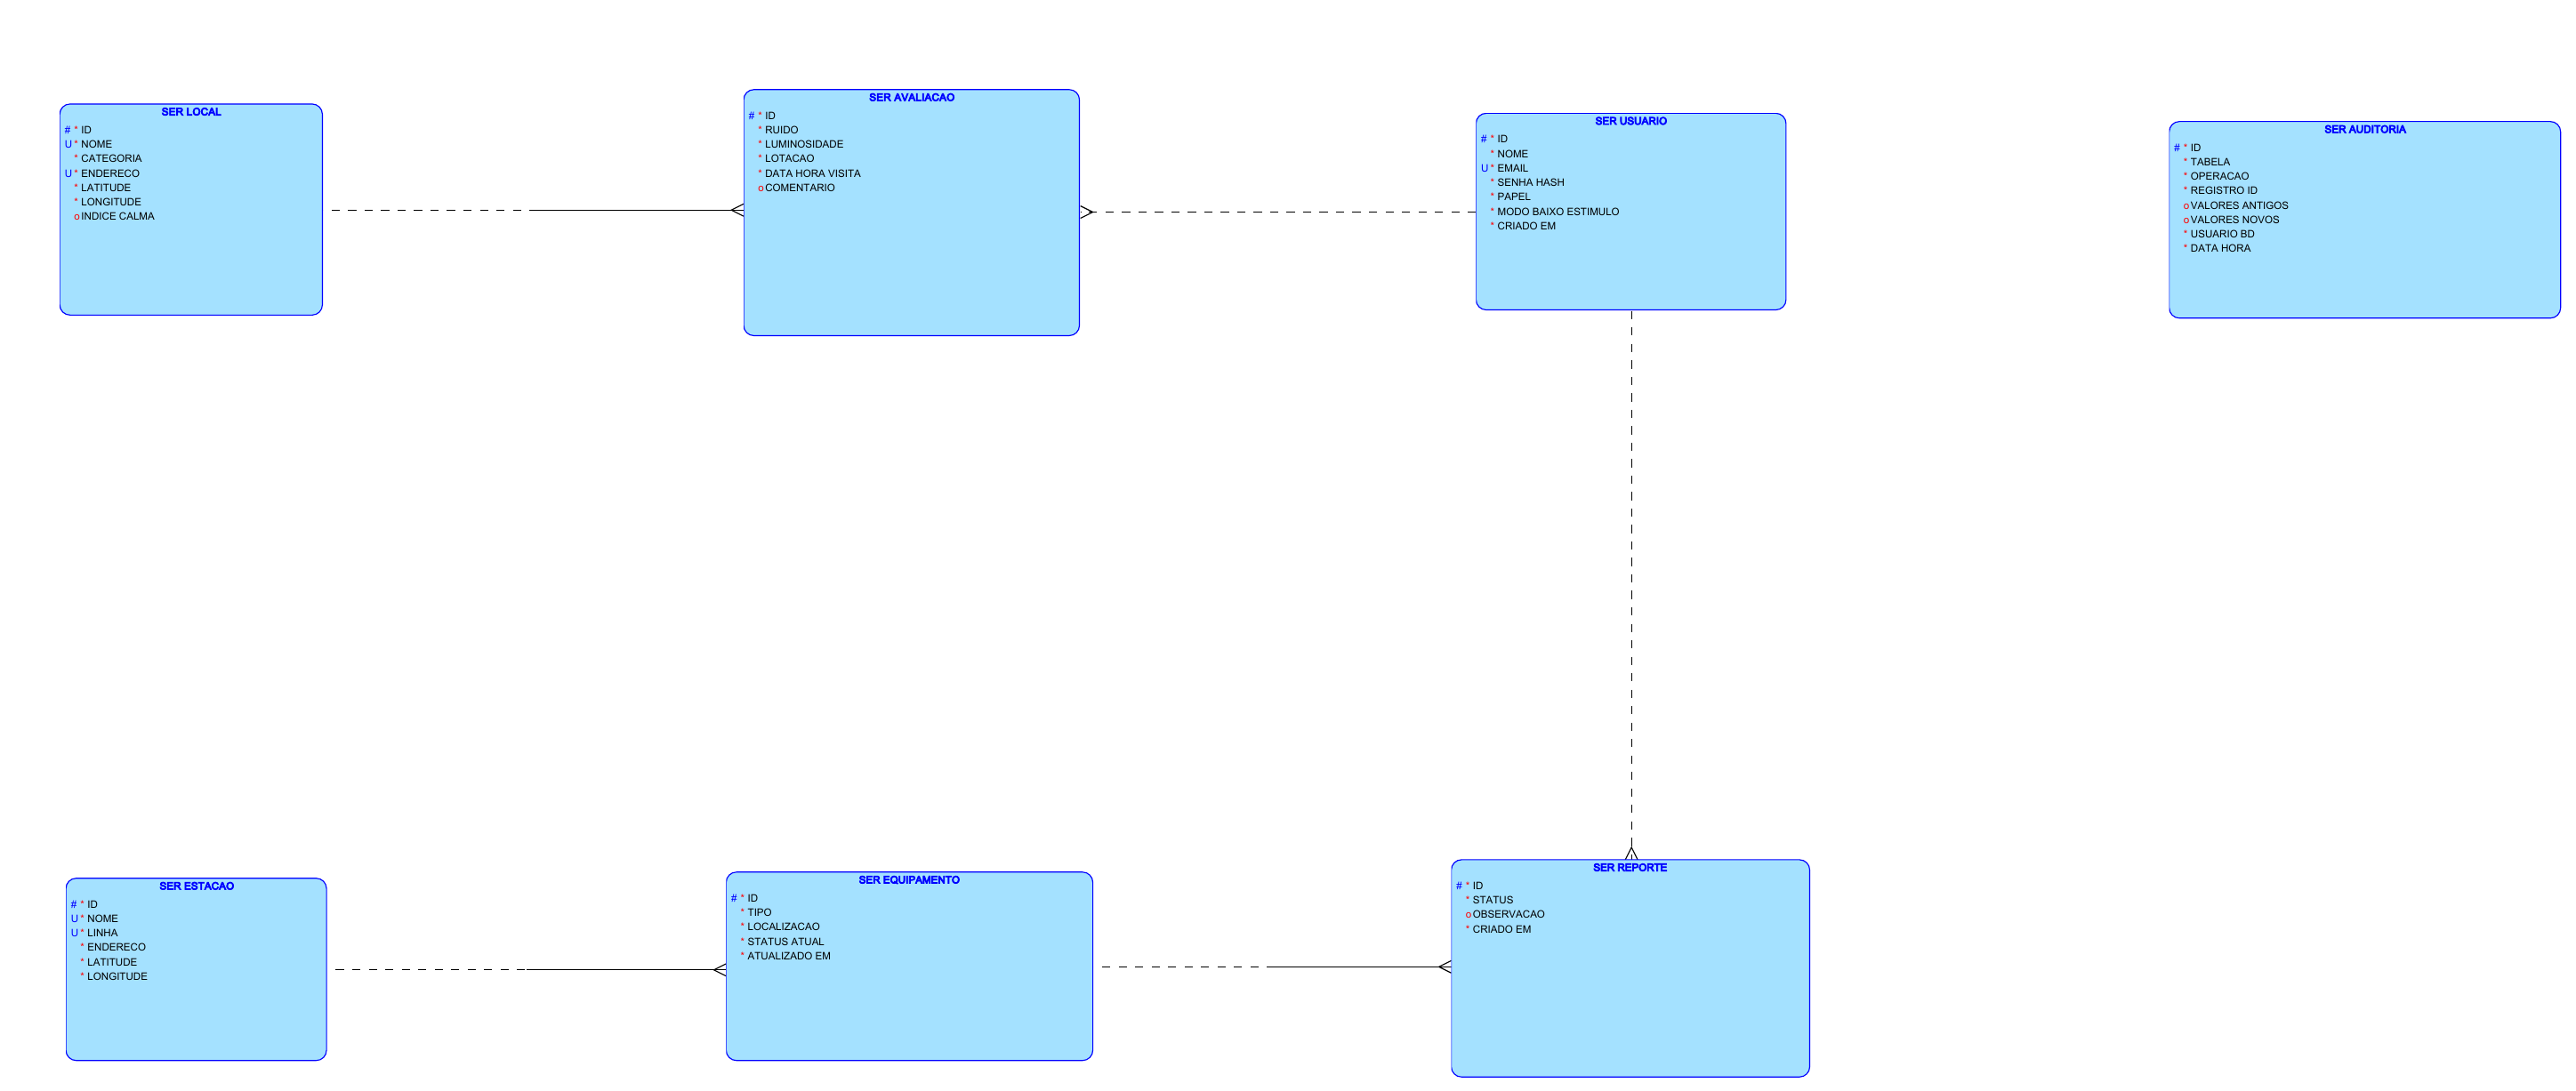 SER LOCAL
# * ID
U * NOME
* CATEGORIA
U * ENDERECO
* LATITUDE
* LONGITUDE
o INDICE CALMA
SER AVALIACAO
# * ID
* RUIDO
* LUMINOSIDADE
* LOTACAO
* DATA HORA VISITA
o COMENTARIO
SER USUARIO
# * ID
* NOME
U * EMAIL
* SENHA HASH
* PAPEL
* MODO BAIXO ESTIMULO
* CRIADO EM
SER AUDITORIA
# * ID
* TABELA
* OPERACAO
* REGISTRO ID
o VALORES ANTIGOS
o VALORES NOVOS
* USUARIO BD
* DATA HORA
SER ESTACAO
# * ID
U * NOME
U * LINHA
* ENDERECO
* LATITUDE
* LONGITUDE
SER EQUIPAMENTO
# * ID
* TIPO
* LOCALIZACAO
* STATUS ATUAL
* ATUALIZADO EM
SER REPORTE
# * ID
* STATUS
o OBSERVACAO
* CRIADO EM